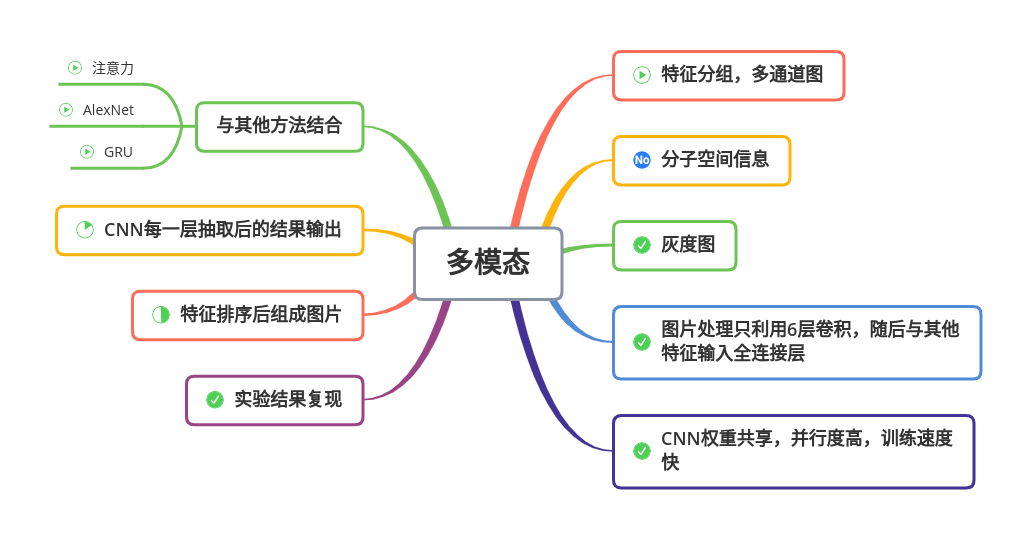 多模态
特征分组，多通道图
No 分子空间信息
灰度图
图片处理只利用6层卷积，随后与其他
特征输入全连接层
CNN权重共享，并行度高，训练速度
快
与其他方法结合
注意力
AlexNet
GRU
CNN每一层抽取后的结果输出
特征排序后组成图片
实验结果复现